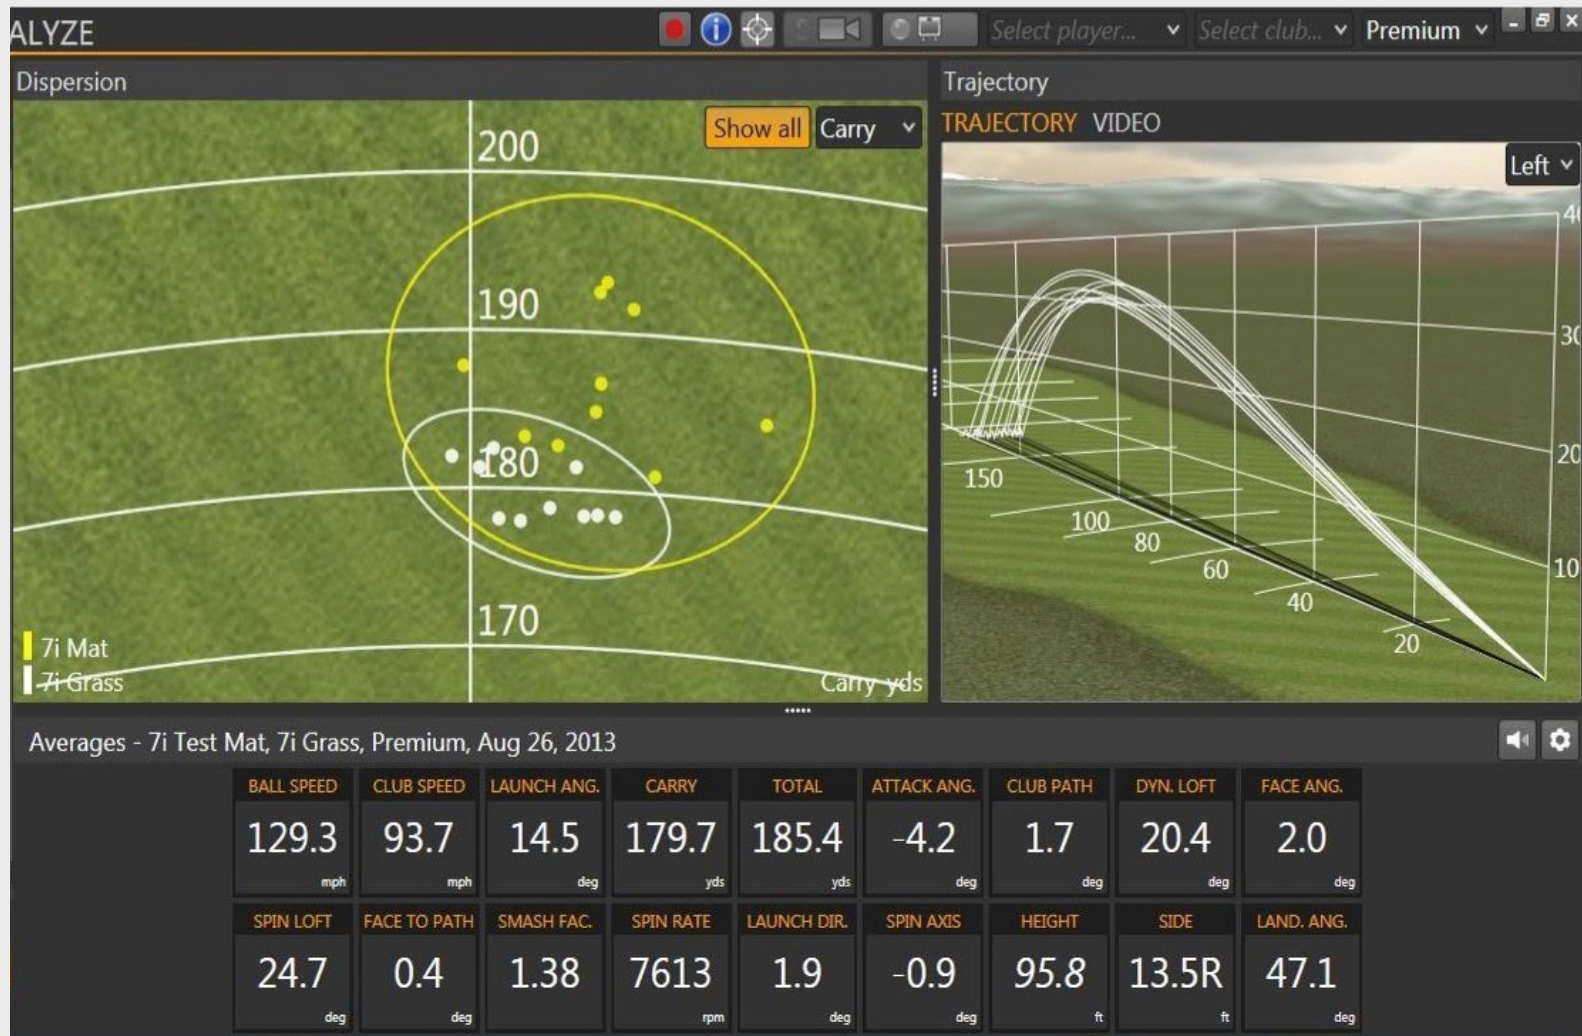 ALYZE
Select player...
Select club...
Premium
Dispersion
Show all
Carry
200
190
180
170
7i Mat
7i Grass
Carry yds
Trajectory
TRAJECTORY VIDEO
Left
30
20
10
150
100
80
60
40
20
Averages - 7i Test Mat, 7i Grass, Premium, Aug 26, 2013
BALL SPEED CLUB SPEED LAUNCH ANG. CARRY TOTAL ATTACK ANG. CLUB PATH DYN. LOFT FACE ANG.
129.3 93.7 14.5 179.7 185.4 -4.2 1.7 20.4 2.0
mph mph deg yds yds deg deg deg deg
SPIN LOFT FACE TO PATH SMASH FAC. SPIN RATE LAUNCH DIR. SPIN AXIS HEIGHT SIDE LAND. ANG.
24.7 0.4 1.38 7613 1.9 -0.9 95.8 13.5R 47.1
deg deg rpm deg deg ft ft deg